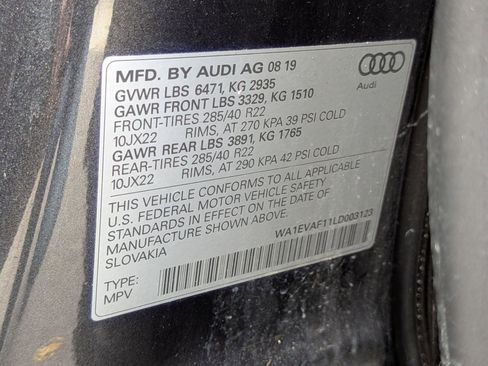 MFD. BY AUDI AG 08 19
GVWR LBS 6471, KG 2935
GAWR FRONT LBS 3329, KG 1510
FRONT-TIRES 285/40 R22
10JX22 RIMS, AT 270 KPA 39 PSI COLD
GAWR REAR LBS 3891, KG 1765
REAR-TIRES 285/40 R22
10JX22 RIMS, AT 290 KPA 42 PSI COLD
THIS VEHICLE CONFORMS TO ALL APPLICABLE
U.S. FEDERAL MOTOR VEHICLE SAFETY
STANDARDS IN EFFECT ON THE DATE OF
MANUFACTURE SHOWN ABOVE.
SLOVAKIA
WA1EVAF11LD003123
TYPE:
MPV
Audi